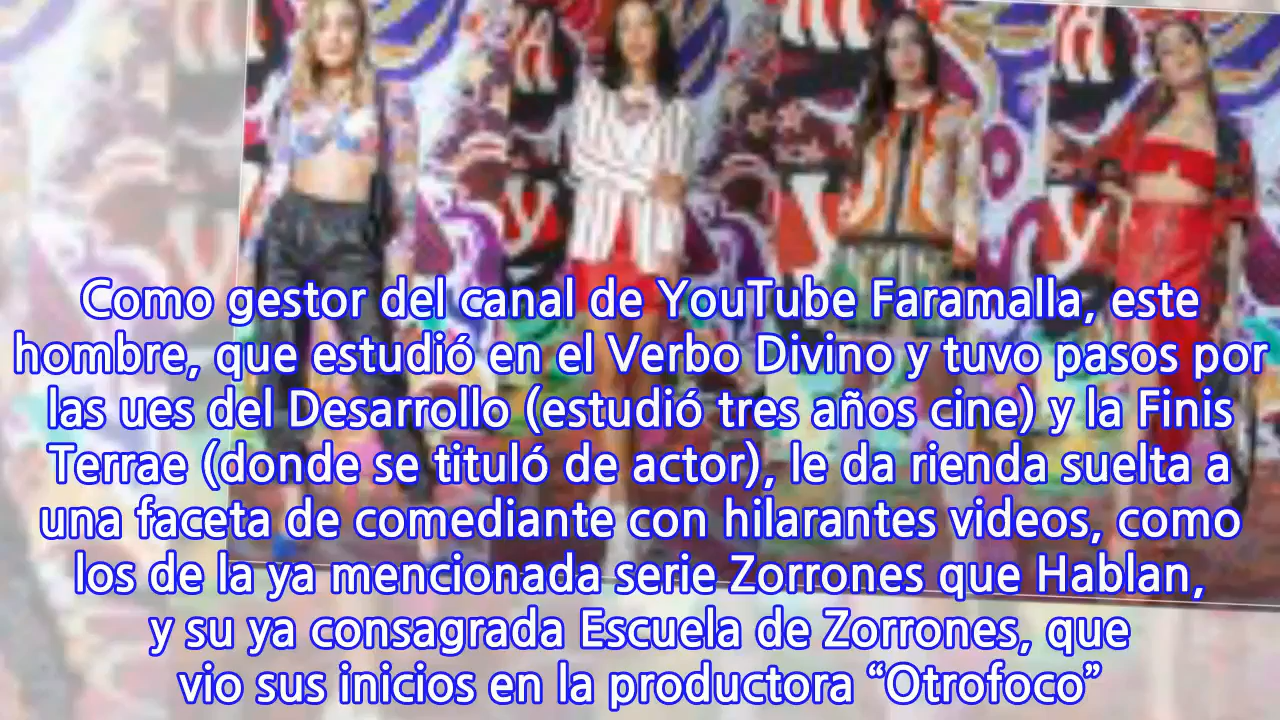 Como gestor del canal de YouTube Faramalla, este
hombre, que estudió en el Verbo Divino y tuvo pasos por
las ues del Desarrollo (estudió tres años cine) y la Finis
Terrae (donde se tituló de actor), le da rienda suelta a
una faceta de comediante con hilarantes videos, como
los de la ya mencionada serie Zorrones que Hablan,
y su ya consagrada Escuela de Zorrones, que
vio sus inicios en la productora “Otrofoco”